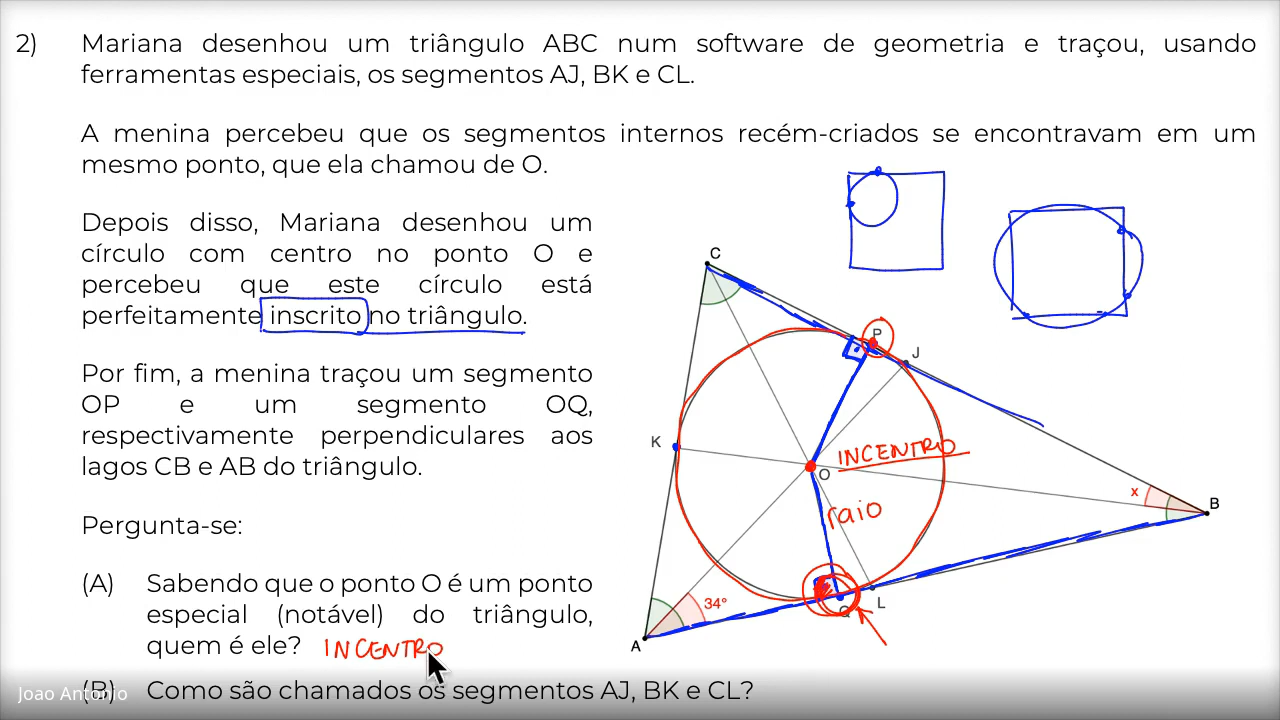 2) Mariana desenhou um triângulo ABC num software de geometria e traçou, usando
ferramentas especiais, os segmentos AJ, BK e CL.
A menina percebeu que os segmentos internos recém-criados se encontravam em um
mesmo ponto, que ela chamou de O.
Depois disso, Mariana desenhou um
círculo com centro no ponto O e
percebeu que este círculo está
perfeitamente inscrito no triângulo.
Por fim, a menina traçou um segmento
OP e um segmento OQ,
respectivamente perpendiculares aos
lagos CB e AB do triângulo.
Pergunta-se:
(A) Sabendo que o ponto O é um ponto
especial (notável) do triângulo,
quem é ele? INCENTRO
(B) Como são chamados os segmentos AJ, BK e CL?
Joao Antonio
C
P
J
K
INCENTRO
O
raio
x
B
34°
Q
L
A